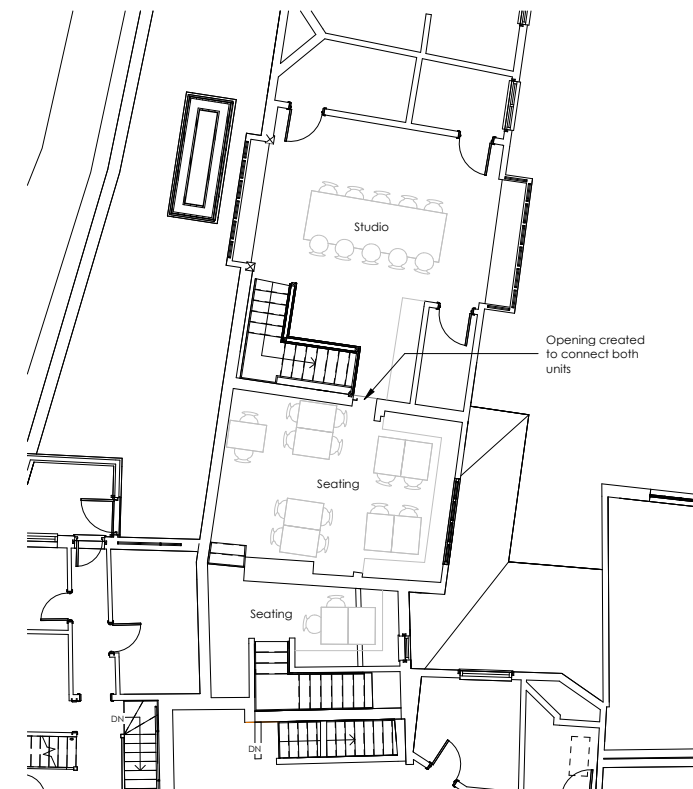 Studio
Opening created
to connect both
units
Seating
Seating
DN
DN